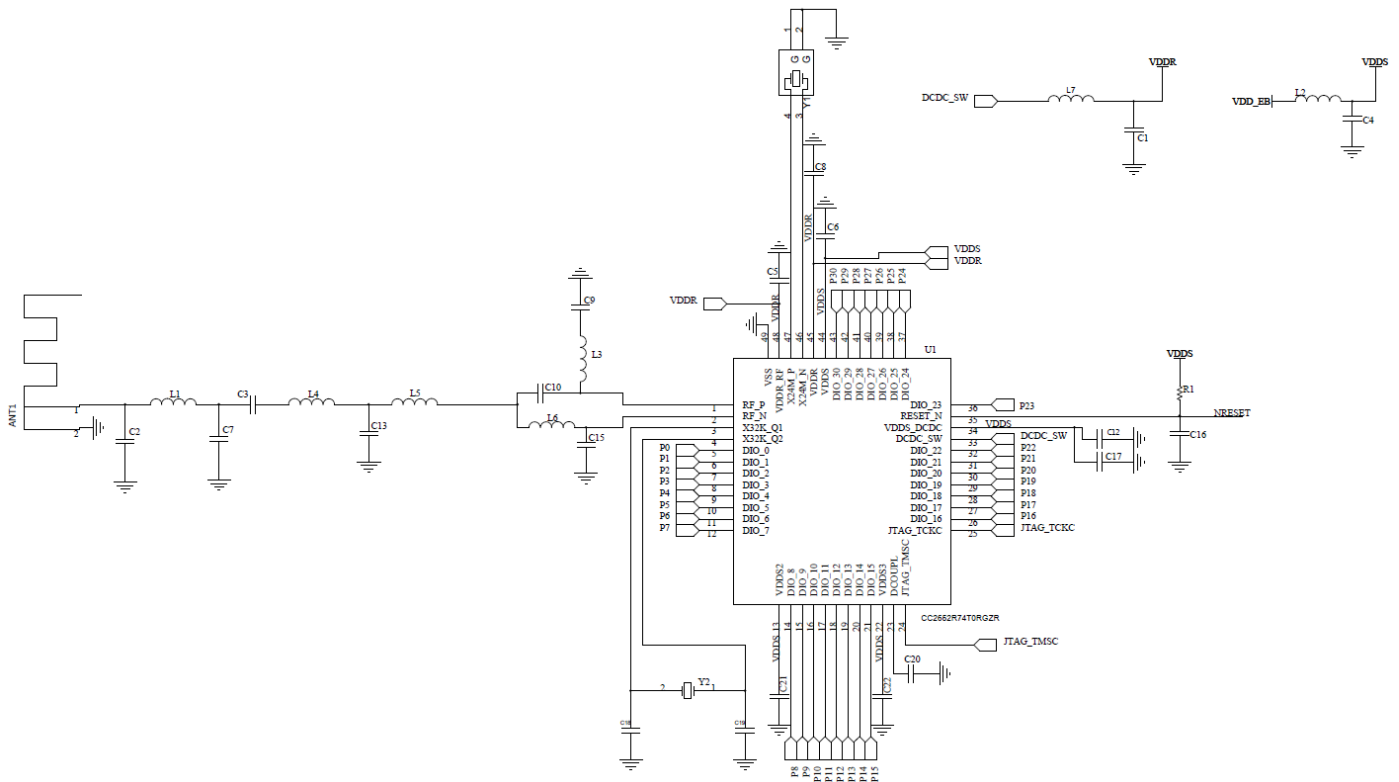 1 2
G G
Y1
4 3
C8
VDDR
C6
C5
VDDR
VDDS
VDDS
VDDR
VDDR
DCDC_SW
L7
VDDR
C1
VDD_EB
L2
VDDS
C4
P30 P29 P28 P27 P26 P25 P24
49 48 47 46 45 44 43 42 41 40 39 38 37
U1
VSS VDDR_RF X24M_P X24M_N VDDR VDDS DIO_30 DIO_29 DIO_28 DIO_27 DIO_26 DIO_25 DIO_24
ANT1
1
2
C2
L1
C7
C3
L4
C13
L5
C9
L3
C10
L6
C15
1 RF_P
2 RF_N
3 X32K_Q1
4 X32K_Q2
P0 5 DIO_0
P1 6 DIO_1
P2 7 DIO_2
P3 8 DIO_3
P4 9 DIO_4
P5 10 DIO_5
P6 11 DIO_6
P7 12 DIO_7
DIO_23 36 P23
RESET_N 35 NRESET
VDDS_DCDC 34 VDDS
DCDC_SW 33 DCDC_SW
DIO_22 32 P22
DIO_21 31 P21
DIO_20 30 P20
DIO_19 29 P19
DIO_18 28 P18
DIO_17 27 P17
DIO_16 26 P16
JTAG_TCKC 25 JTAG_TCKC
VDDS
R1
C16
C12
C17
VDDS2 DIO_8 DIO_9 DIO_10 DIO_11 DIO_12 DIO_13 DIO_14 DIO_15 VDDS3 DCOUPL JTAG_TMSC
CC2652R74T0RGZR
13 14 15 16 17 18 19 20 21 22 23 24
VDDS
VDDS
JTAG_TMSC
C20
C21
C22
2 Y2 1
C18
C19
P8 P9 P10 P11 P12 P13 P14 P15